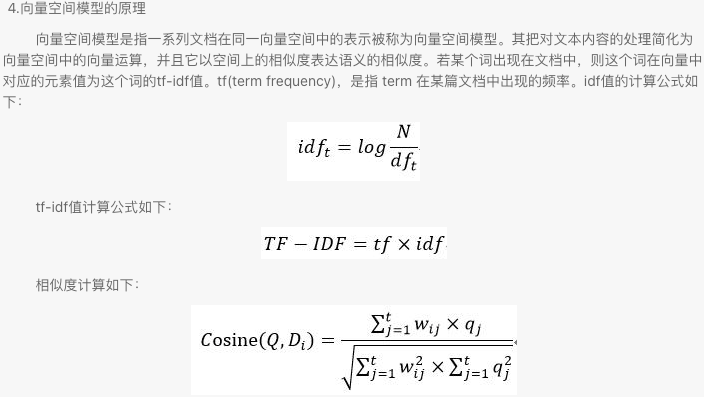 4.向量空间模型的原理
向量空间模型是指一系列文档在同一向量空间中的表示被称为向量空间模型。其把对文本内容的处理简化为
向量空间中的向量运算，并且它以空间上的相似度表达语义的相似度。若某个词出现在文档中，则这个词在向量中
对应的元素值为这个词的tf-idf值。tf(term frequency)，是指 term 在某篇文档中出现的频率。idf值的计算公式如
下：
idf_t = log N/df_t
tf-idf值计算公式如下：
TF − IDF = tf × idf
相似度计算如下：
Cosine(Q, D_i) = ∑_{j=1}^{t} w_{ij} × q_j / √(∑_{j=1}^{t} w_{ij}^2 × ∑_{j=1}^{t} q_j^2)